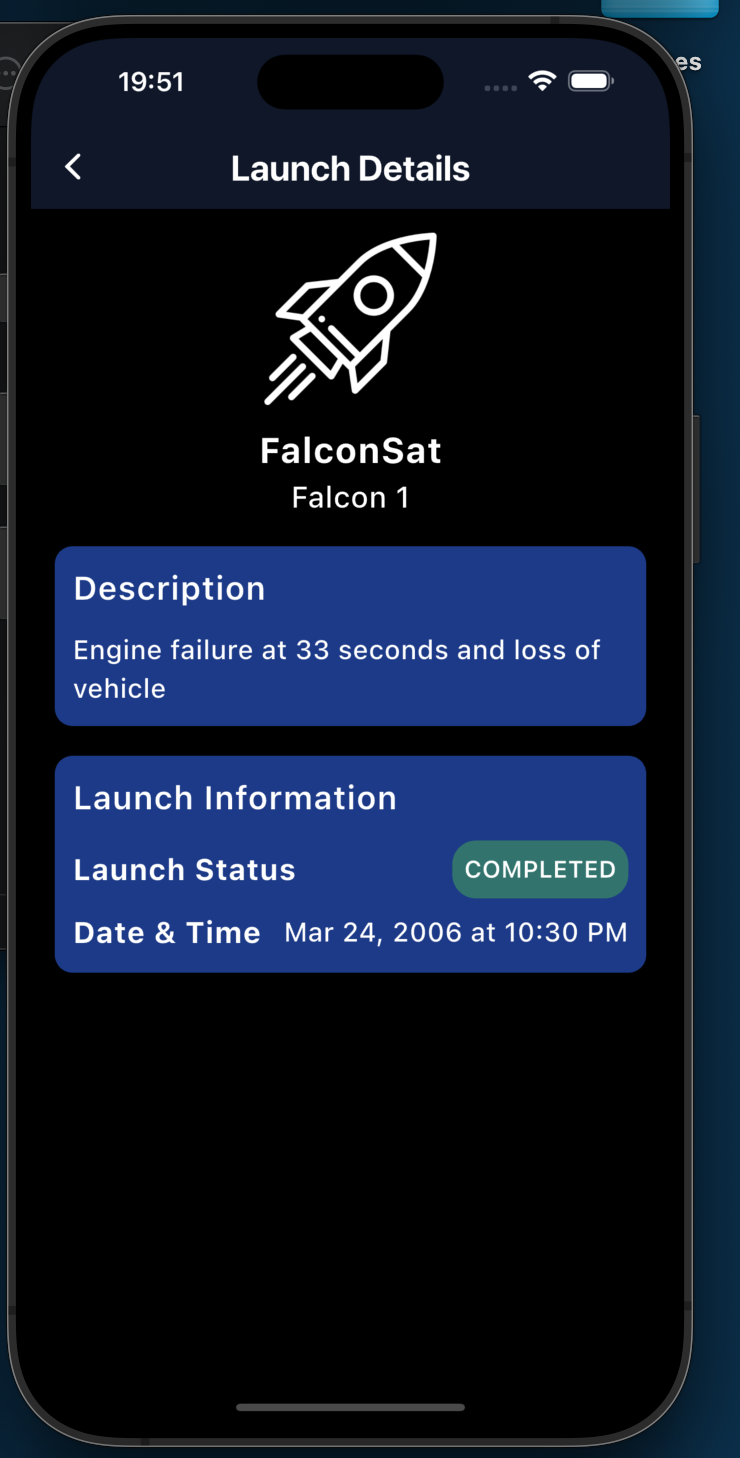 es
19:51
Launch Details
FalconSat
Falcon 1
Description
Engine failure at 33 seconds and loss of
vehicle
Launch Information
Launch Status COMPLETED
Date & Time Mar 24, 2006 at 10:30 PM